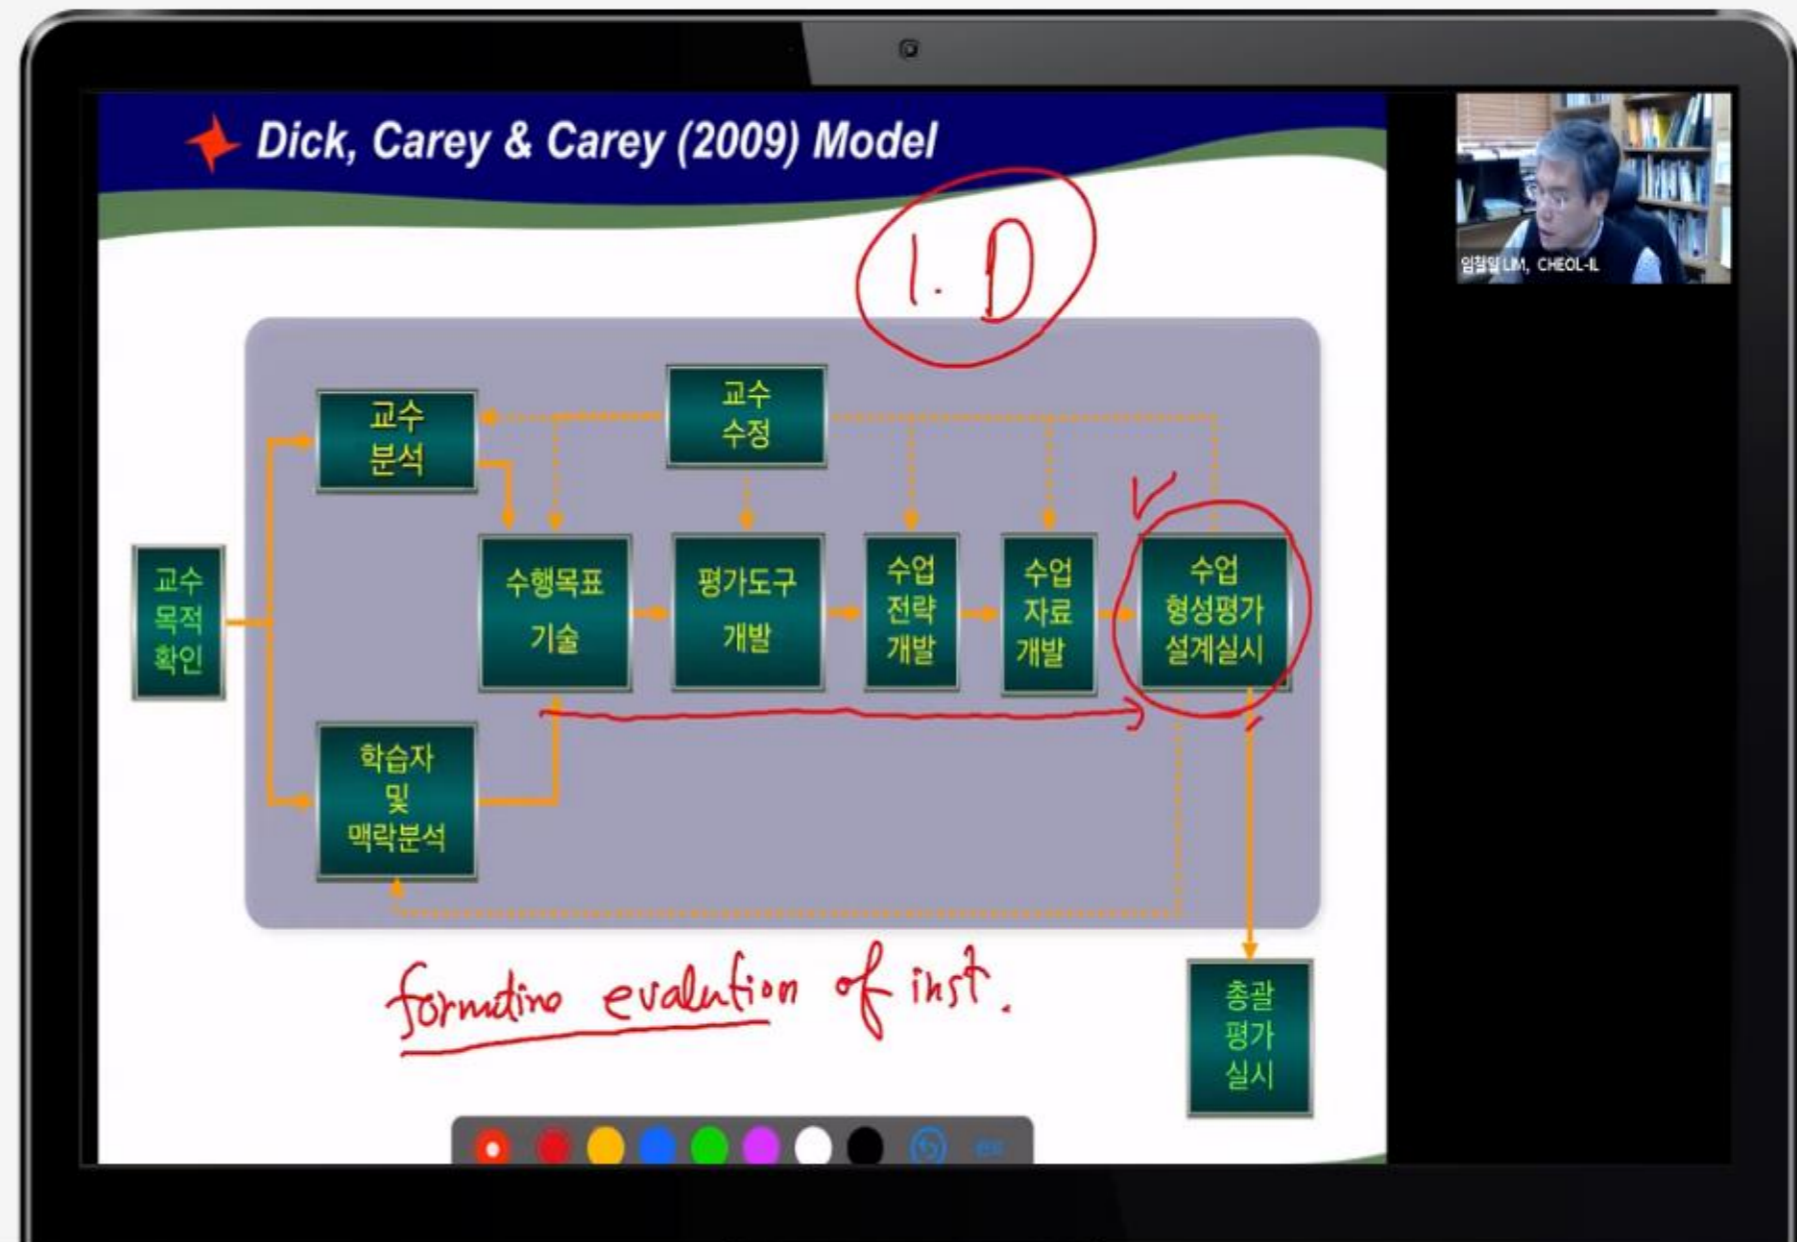 Dick, Carey & Carey (2009) Model
I. D
임철일 LIM, CHEOL-IL
교수
분석
교수
수정
교수
목적
확인
수행목표
기술
평가도구
개발
수업
전략
개발
수업
자료
개발
수업
형성평가
설계실시
학습자
및
맥락분석
formative evalution of inst.
총괄
평가
실시